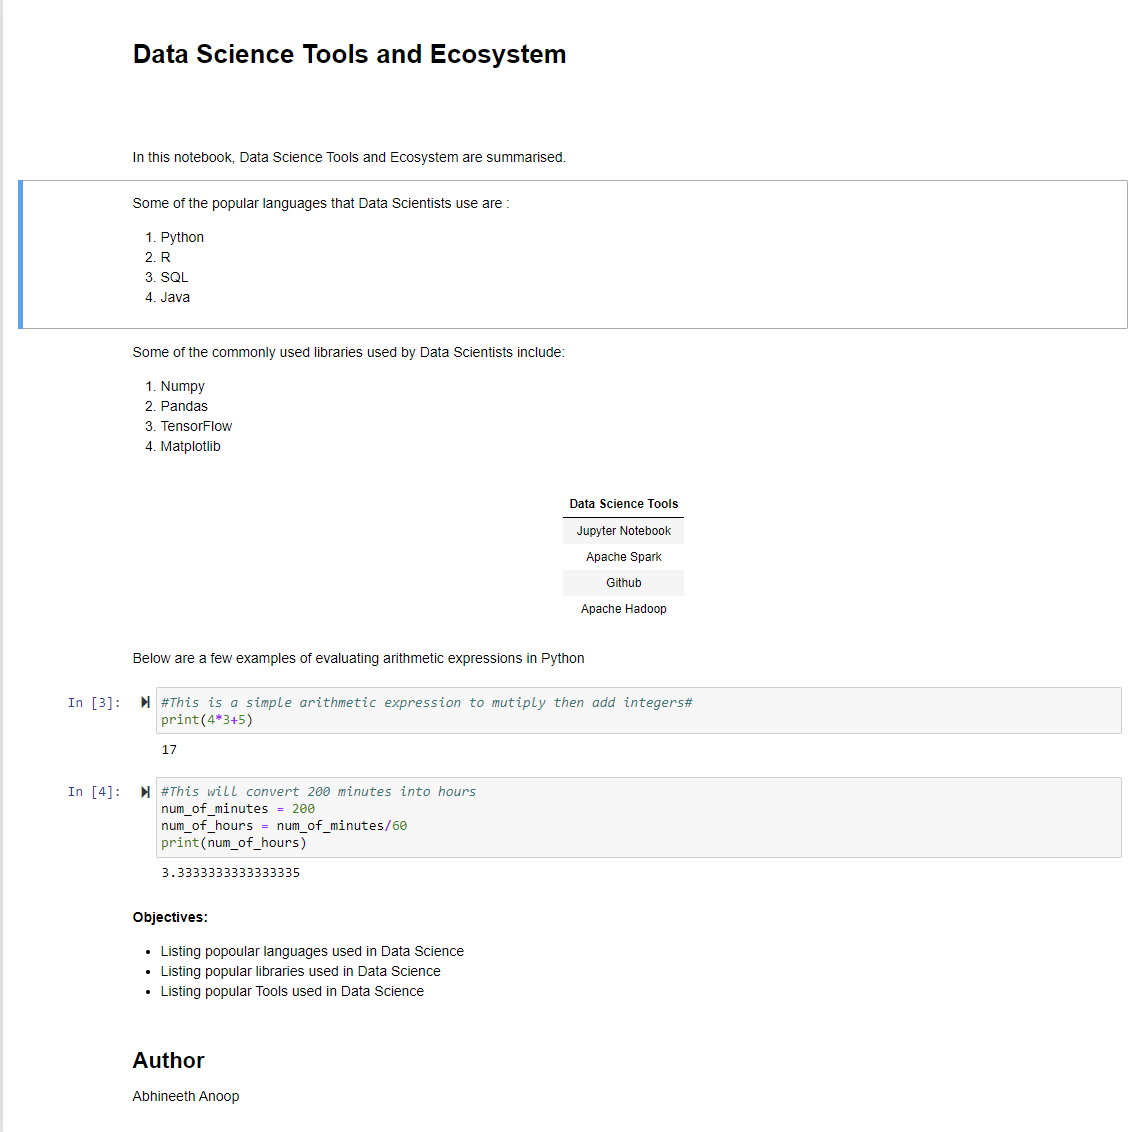 Data Science Tools and Ecosystem
In this notebook, Data Science Tools and Ecosystem are summarised.
Some of the popular languages that Data Scientists use are :
1. Python
2. R
3. SQL
4. Java
Some of the commonly used libraries used by Data Scientists include:
1. Numpy
2. Pandas
3. TensorFlow
4. Matplotlib
Data Science Tools
Jupyter Notebook
Apache Spark
Github
Apache Hadoop
Below are a few examples of evaluating arithmetic expressions in Python
In [3]: #This is a simple arithmetic expression to mutiply then add integers#
print(4*3+5)
17
In [4]: #This will convert 200 minutes into hours
num_of_minutes = 200
num_of_hours = num_of_minutes/60
print(num_of_hours)
3.3333333333333335
Objectives:
• Listing popoular languages used in Data Science
• Listing popular libraries used in Data Science
• Listing popular Tools used in Data Science
Author
Abhineeth Anoop